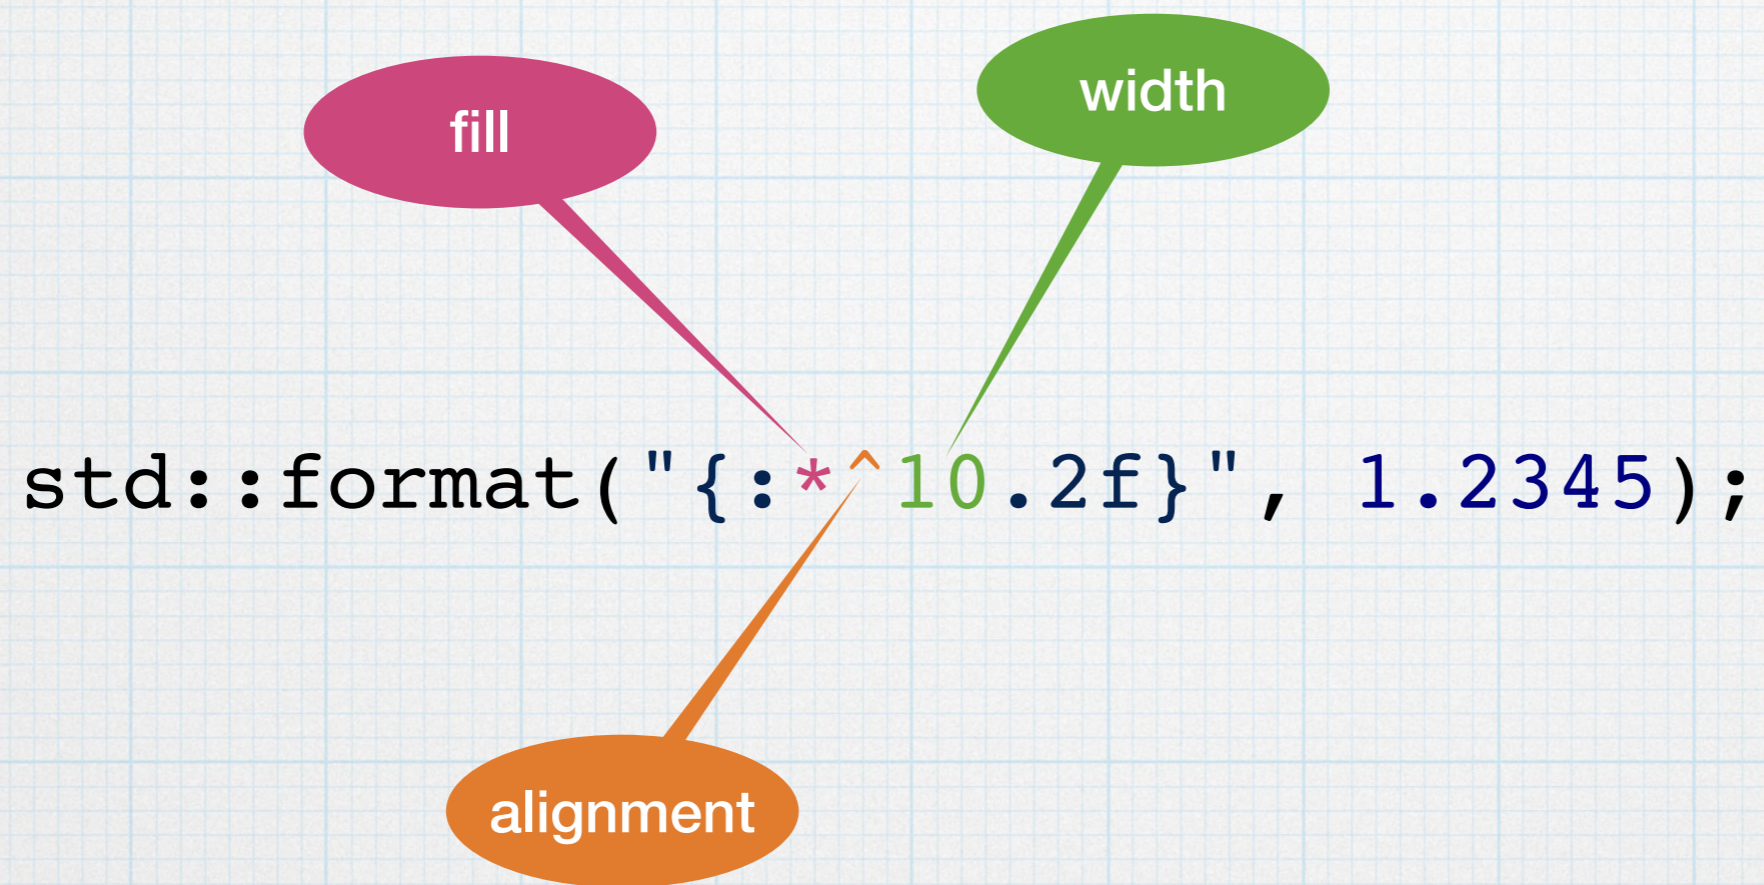 fill
width
std::format("{:*^10.2f}", 1.2345);
alignment